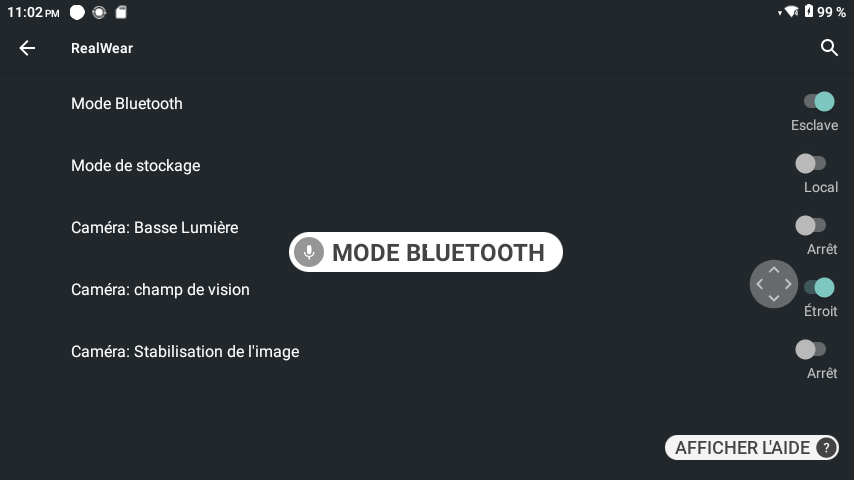 11:02 PM 99 %
RealWear
Mode Bluetooth
Esclave
Mode de stockage
Local
Caméra: Basse Lumière
Arrêt
MODE BLUETOOTH
Caméra: champ de vision
Étroit
Caméra: Stabilisation de l'image
Arrêt
AFFICHER L'AIDE ?